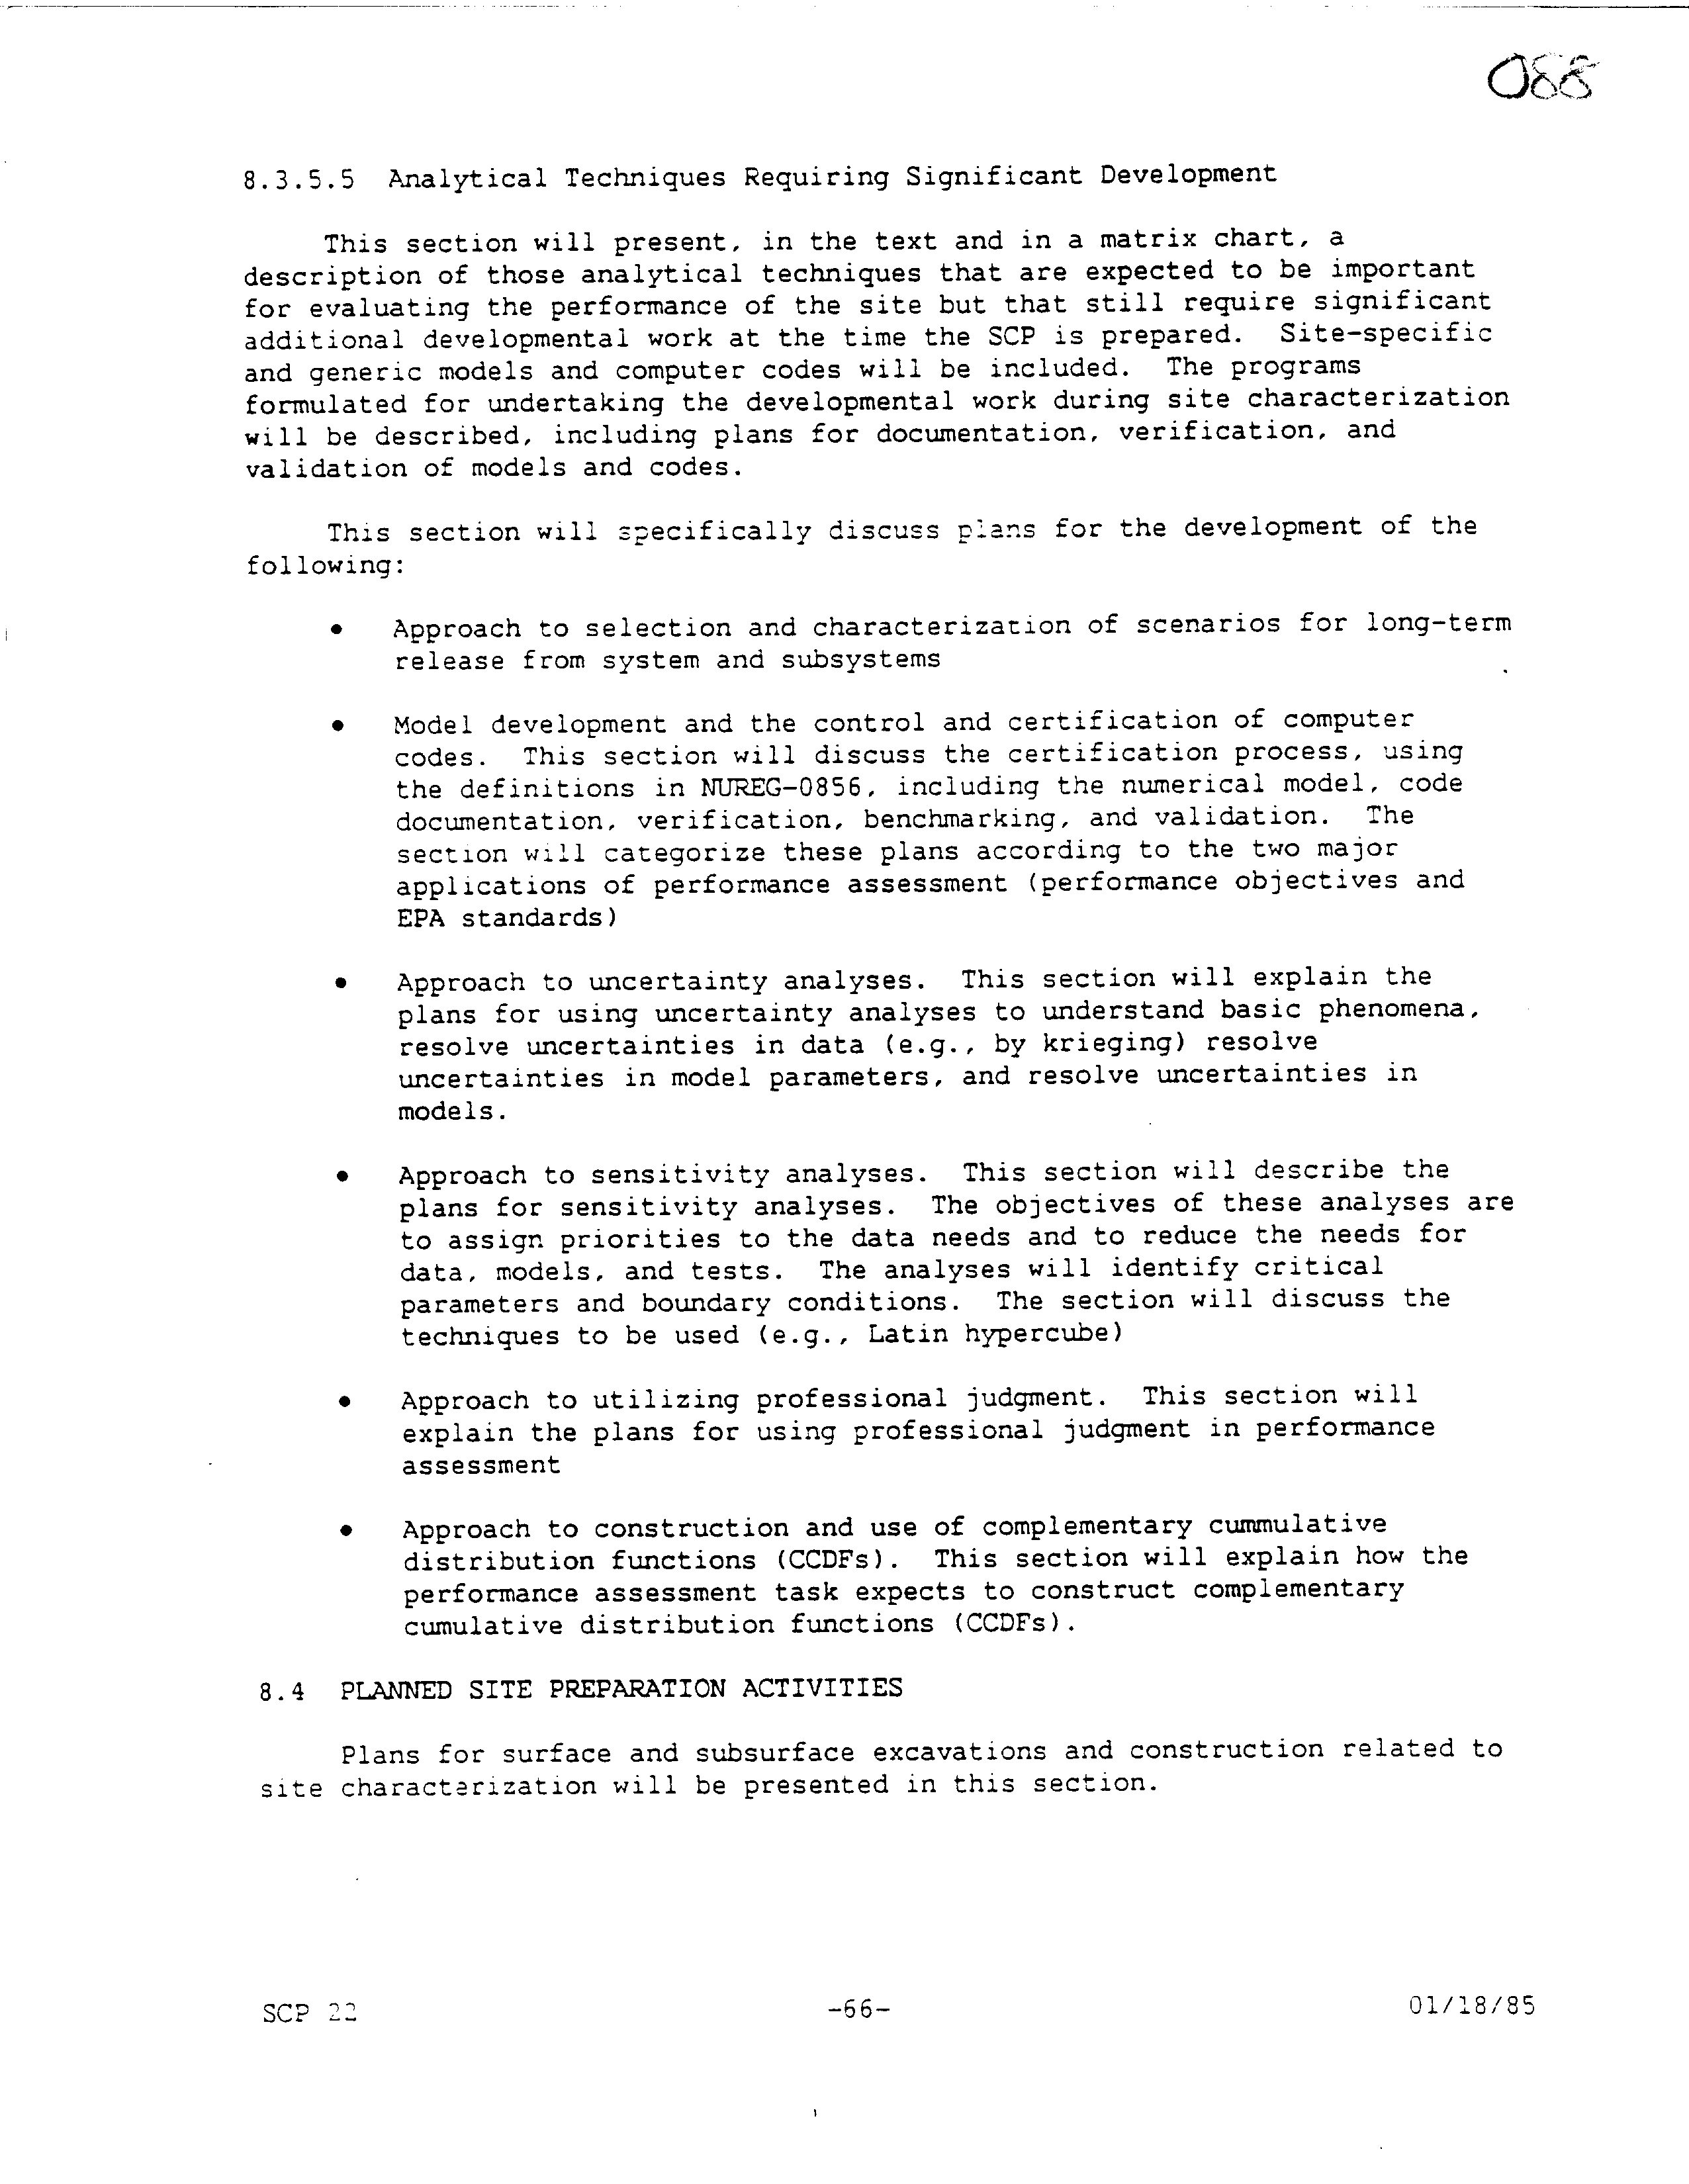 088
8.3.5.5 Analytical Techniques Requiring Significant Development
This section will present, in the text and in a matrix chart, a
description of those analytical techniques that are expected to be important
for evaluating the performance of the site but that still require significant
additional developmental work at the time the SCP is prepared. Site-specific
and generic models and computer codes will be included. The programs
formulated for undertaking the developmental work during site characterization
will be described, including plans for documentation, verification, and
validation of models and codes.
This section will specifically discuss plans for the development of the
following:
• Approach to selection and characterization of scenarios for long-term
release from system and subsystems
• Model development and the control and certification of computer
codes. This section will discuss the certification process, using
the definitions in NUREG-0856, including the numerical model, code
documentation, verification, benchmarking, and validation. The
section will categorize these plans according to the two major
applications of performance assessment (performance objectives and
EPA standards)
• Approach to uncertainty analyses. This section will explain the
plans for using uncertainty analyses to understand basic phenomena,
resolve uncertainties in data (e.g., by krieging) resolve
uncertainties in model parameters, and resolve uncertainties in
models.
• Approach to sensitivity analyses. This section will describe the
plans for sensitivity analyses. The objectives of these analyses are
to assign priorities to the data needs and to reduce the needs for
data, models, and tests. The analyses will identify critical
parameters and boundary conditions. The section will discuss the
techniques to be used (e.g., Latin hypercube)
• Approach to utilizing professional judgment. This section will
explain the plans for using professional judgment in performance
assessment
• Approach to construction and use of complementary cummulative
distribution functions (CCDFs). This section will explain how the
performance assessment task expects to construct complementary
cumulative distribution functions (CCDFs).
8.4 PLANNED SITE PREPARATION ACTIVITIES
Plans for surface and subsurface excavations and construction related to
site characterization will be presented in this section.
SCP 22 -66- 01/18/85